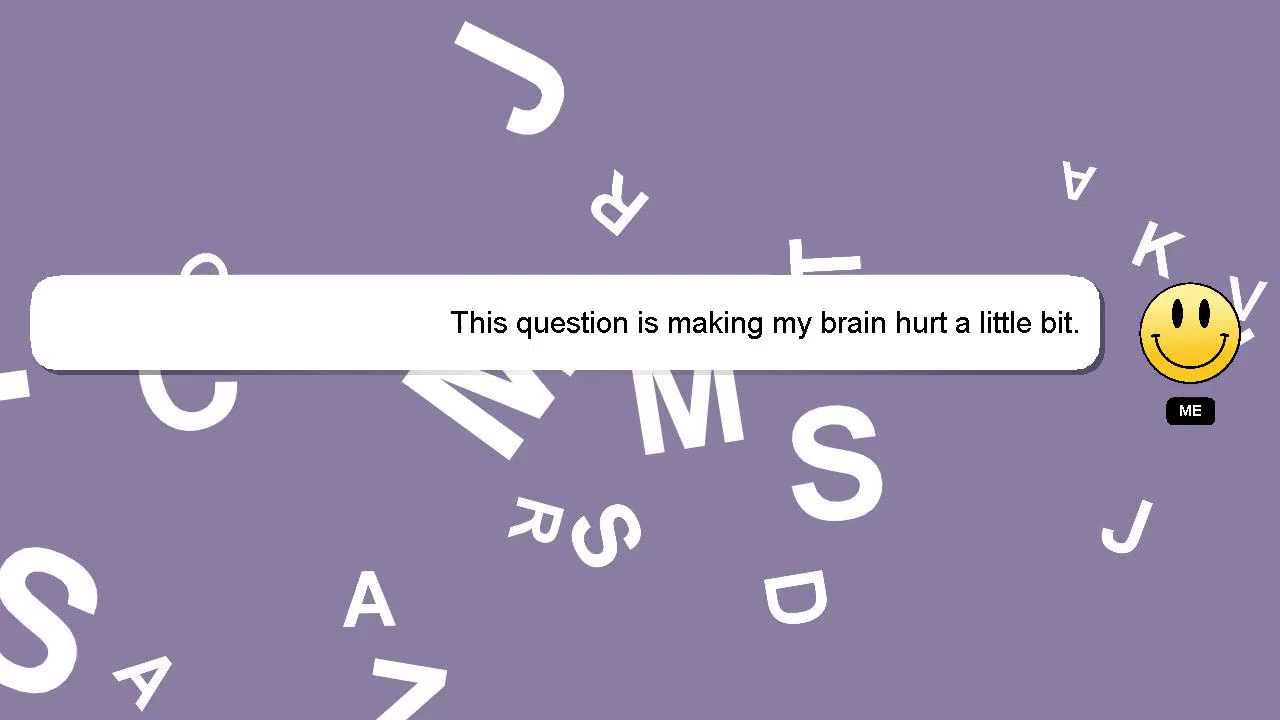 J
R
A
K
T
C
V
This question is making my brain hurt a little bit.
ME
C
N
M
S
R
S
J
A
D
S
A
Z